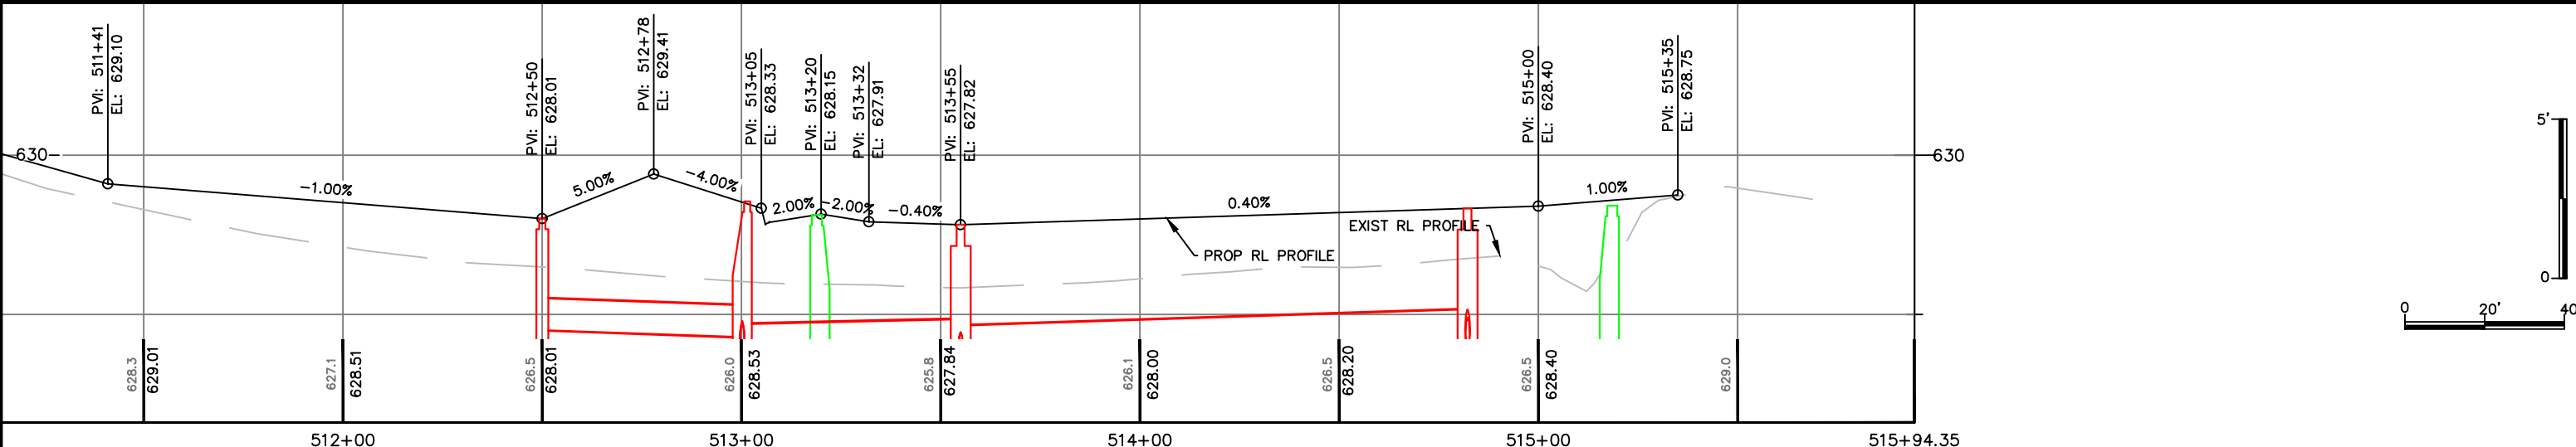 PVI: 511+41
EL: 629.10
PVI: 512+50
EL: 628.01
PVI: 512+78
EL: 629.41
PVI: 513+05
EL: 628.33
PVI: 513+20
EL: 628.15
PVI: 513+32
EL: 627.91
PVI: 513+55
EL: 627.82
PVI: 515+00
EL: 628.40
PVI: 515+35
EL: 628.75
630
630
-1.00%
5.00%
-4.00%
2.00%
-2.00%
-0.40%
0.40%
1.00%
PROP RL PROFILE
EXIST RL PROFILE
5'
0
0
20'
40
628.3
629.01
627.1
628.51
626.5
628.01
626.0
628.53
625.8
627.84
626.1
628.00
626.5
628.20
626.5
628.40
629.0
512+00
513+00
514+00
515+00
515+94.35